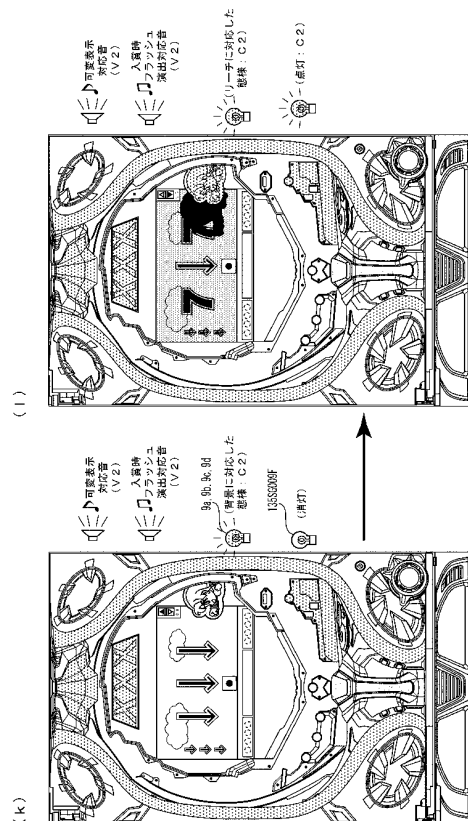 (k)
♪可変表示
対応音
(V2)
♫入賞時
フラッシュ
演出対応音
(V2)
9a, 9b, 9c, 9d
(背景に対応した
態様:C2)
135SG209F
(消灯)
(l)
♪可変表示
対応音
(V2)
♫入賞時
フラッシュ
演出対応音
(V2)
(リーチに対応した
態様:C2)
(点灯:C2)
7
7